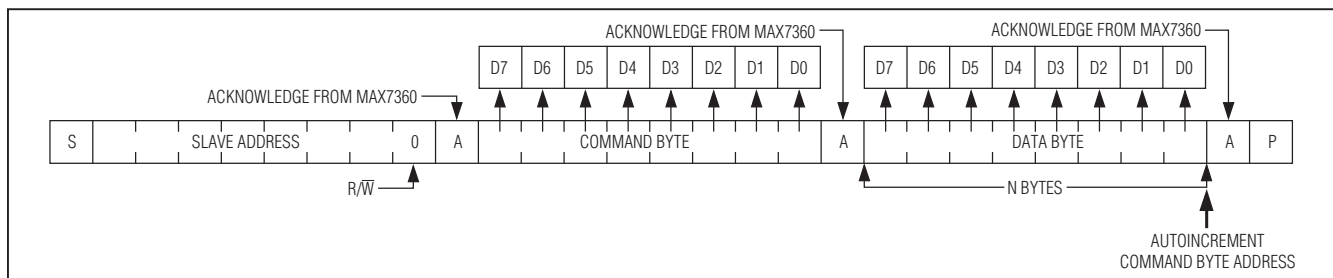 ACKNOWLEDGE FROM MAX7360 ACKNOWLEDGE FROM MAX7360
D7 D6 D5 D4 D3 D2 D1 D0 D7 D6 D5 D4 D3 D2 D1 D0
ACKNOWLEDGE FROM MAX7360
S SLAVE ADDRESS 0 A COMMAND BYTE A DATA BYTE A P
R/W̅ N BYTES
AUTOINCREMENT
COMMAND BYTE ADDRESS